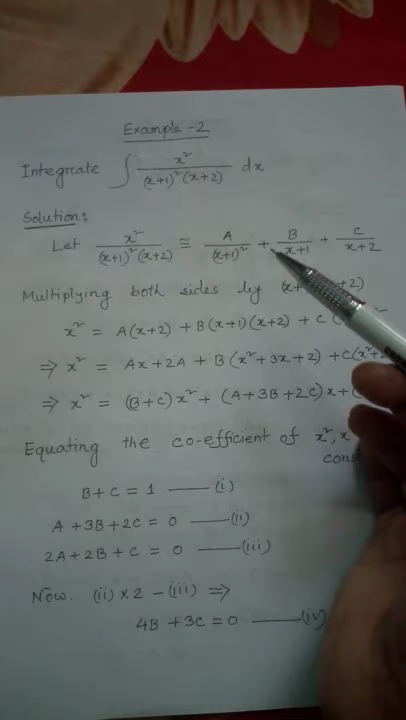 Example-2
Integrate ∫ x²/(x+1)²(x+2) dx
Solution:
Let x²/(x+1)²(x+2) ≅ A/(x+1)² + B/x+1 + C/x+2
Multiplying both sides by (x+ +2)
x² = A(x+2) + B(x+1)(x+2) + C
⇒ x² = Ax+2A + B(x²+3x+2) + C(x²+2
⇒ x² = (B+C)x² + (A+3B+2C)x+(
Equating the co-efficient of x², x
B+C = 1 —— (i)
A+3B+2C = 0 —— (ii)
2A+2B+C = 0 —— (iii)
Now. (ii)×2 - (iii) ⇒
4B+3C=0 —— (iv)